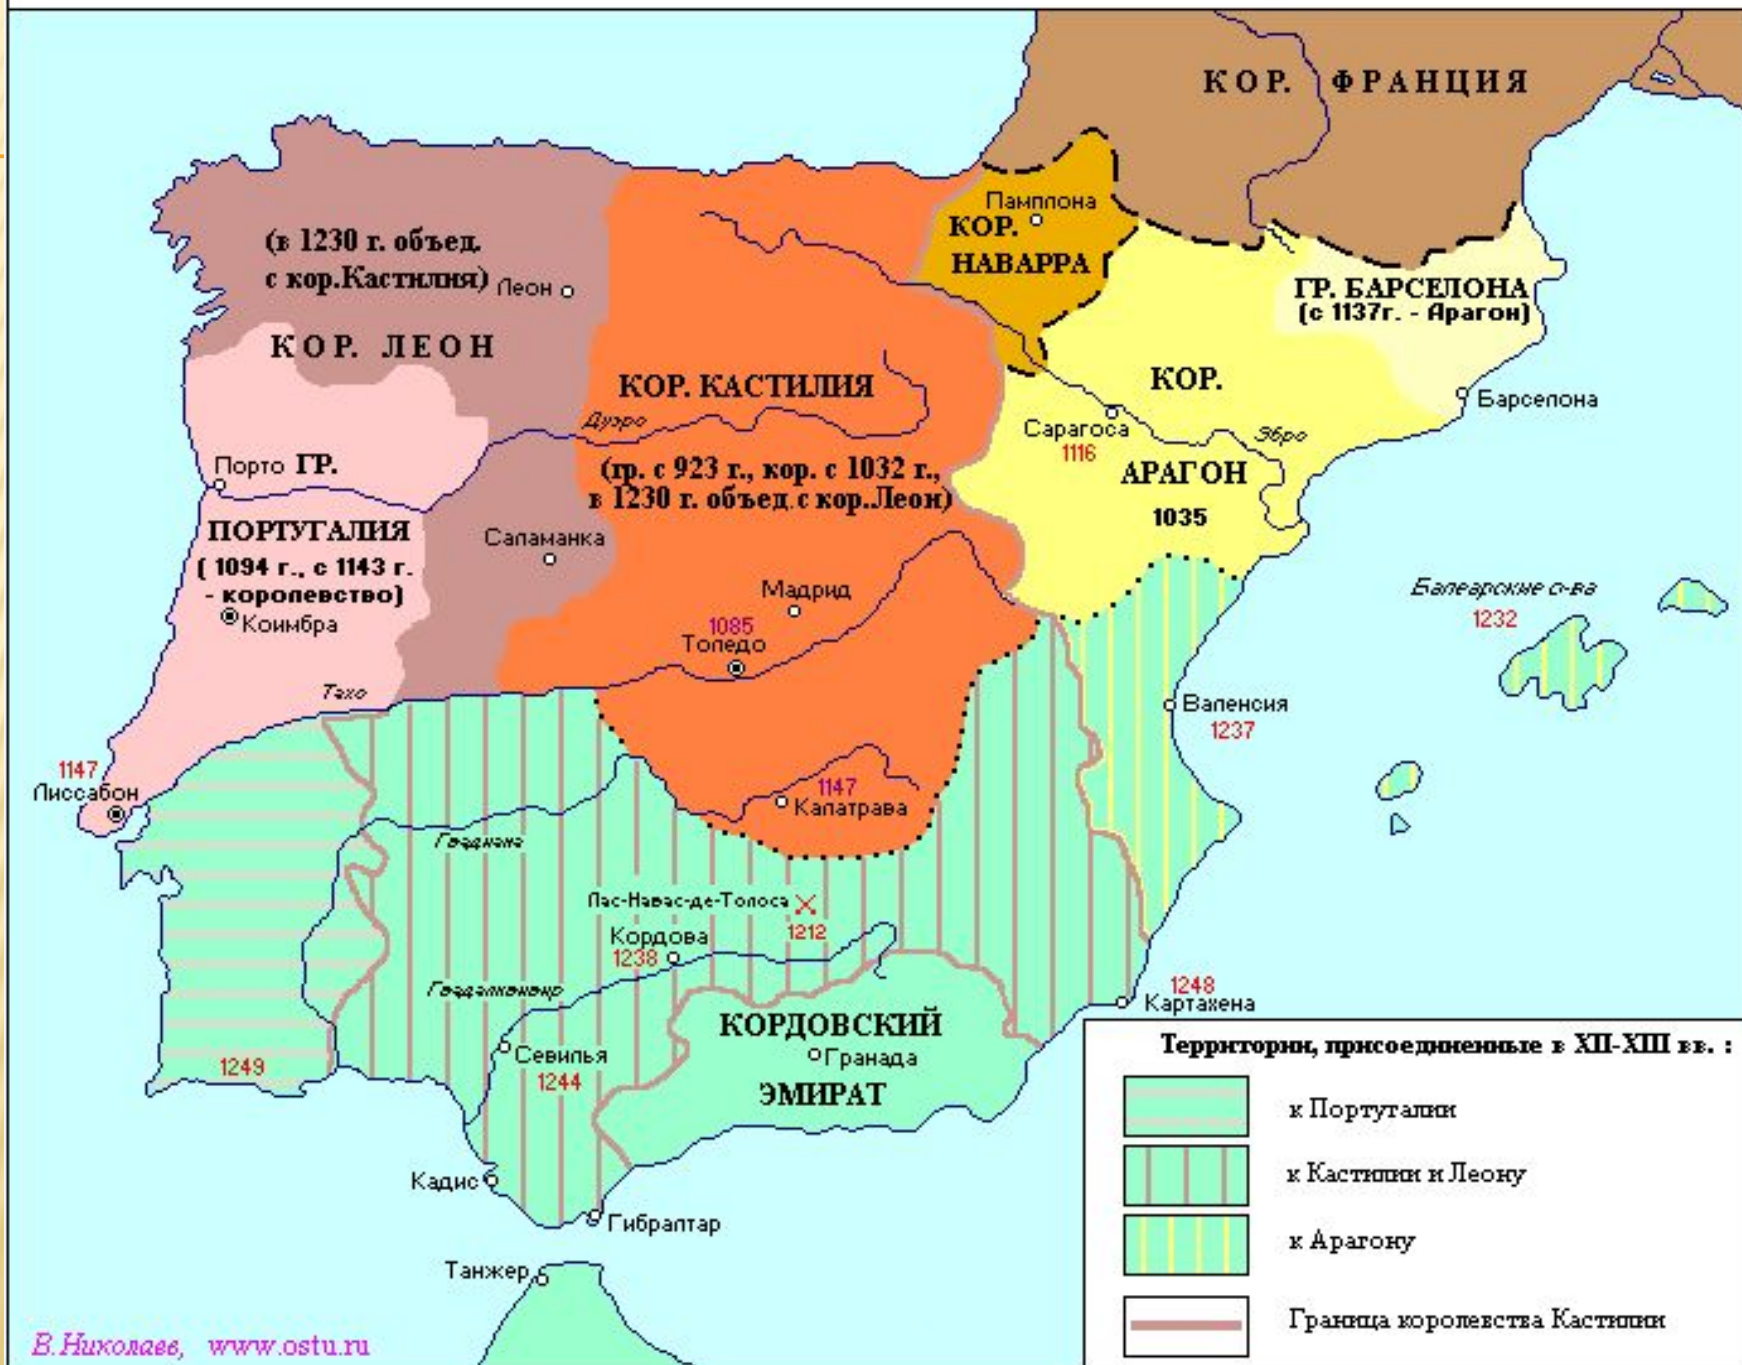 КОР. ФРАНЦИЯ
Памплона
КОР.
НАВАРРА
(в 1230 г. объед.
с кор.Кастилия)
Леон
КОР. ЛЕОН
ГР. БАРСЕЛОНА
(с 1137г. - Арагон)
КОР. КАСТИЛИЯ
КОР.
Барселона
Дуэро
Сарагоса
1116
Эбро
Порто ГР.
(гр. с 923 г., кор. с 1032 г.,
в 1230 г. объед.с кор..Леон)
АРАГОН
1035
ПОРТУГАЛИЯ
( 1094 г., с 1143 г.
- королевство)
Коимбра
Саламанка
Мадрид
1085
Толедо
Балеарские о-ва
1232
Тахо
Валенсия
1237
1147
Лиссабон
1147
Калатрава
Гвадиана
Лас-Навас-де-Толоса
1212
Кордова
1238
Гвадалквивир
1248
Картахена
КОРДОВСКИЙ
Гранада
ЭМИРАТ
Севилья
1244
1249
Кадис
Гибралтар
Танжер
Территории, присоединенные в XII-XIII вв. :
к Португалии
к Кастилии и Леону
к Арагону
Граница королевства Кастилии
В.Николаев, www.ostu.ru